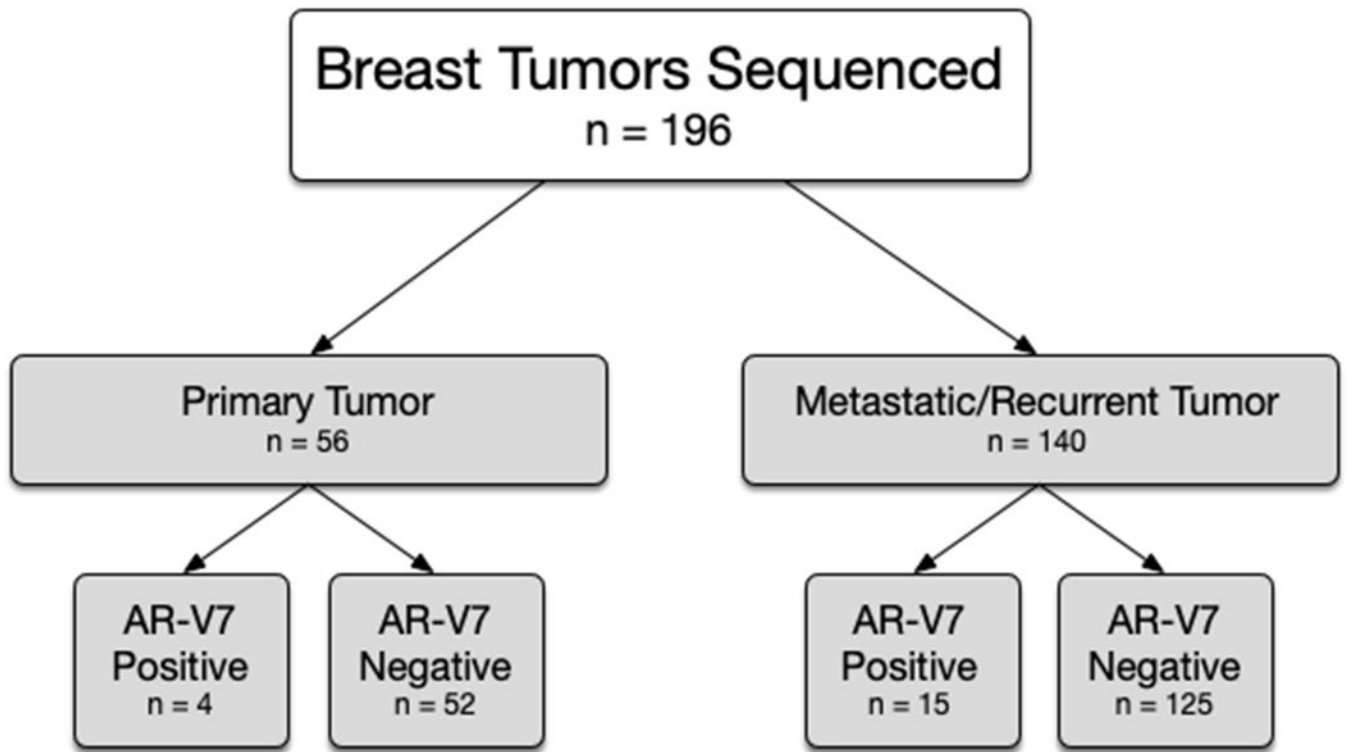 Breast Tumors Sequenced
n = 196
Primary Tumor
n = 56
Metastatic/Recurrent Tumor
n = 140
AR-V7
Positive
n = 4
AR-V7
Negative
n = 52
AR-V7
Positive
n = 15
AR-V7
Negative
n = 125